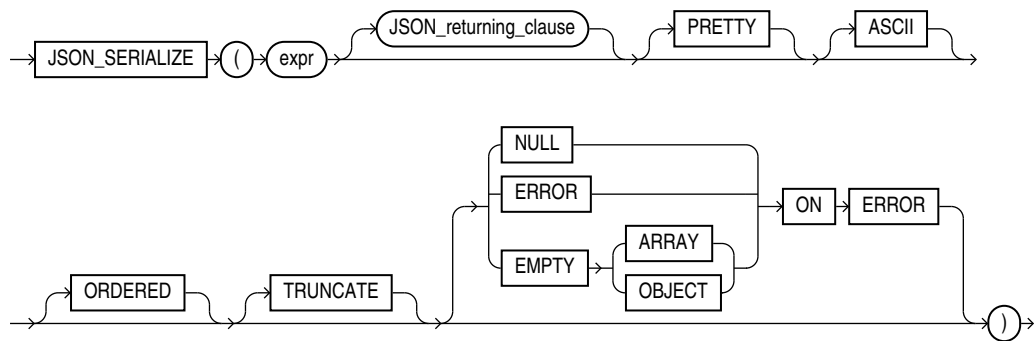 JSON_SERIALIZE ( expr JSON_returning_clause PRETTY ASCII
ORDERED TRUNCATE NULL ERROR EMPTY ARRAY OBJECT ON ERROR )